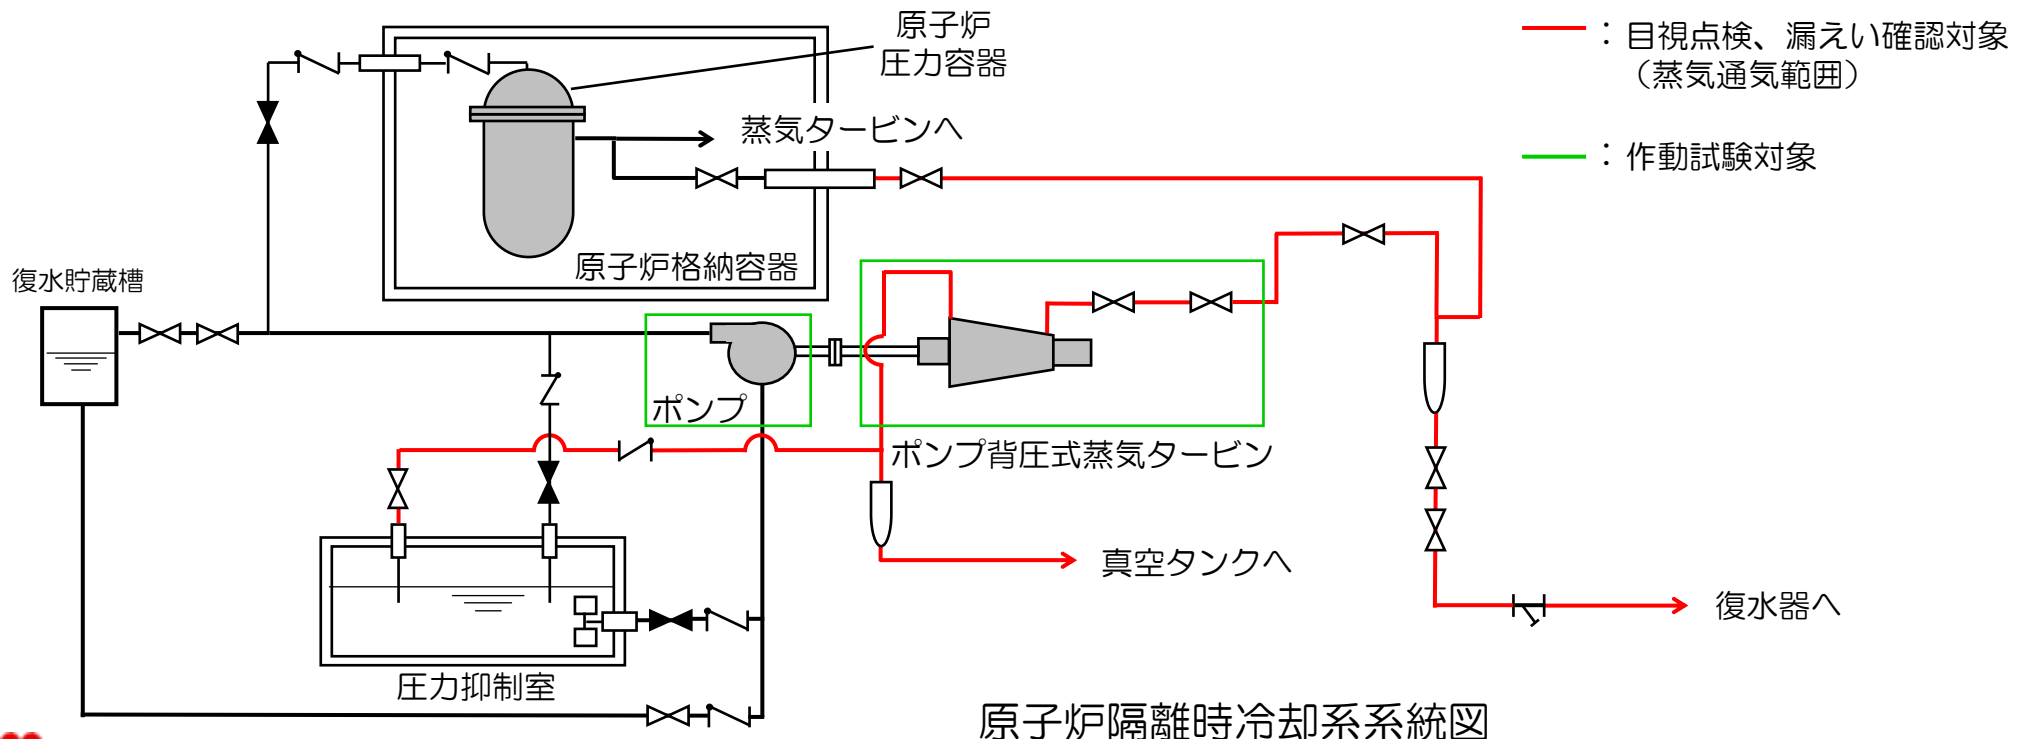 原子炉
圧力容器
：目視点検、漏えい確認対象
（蒸気通気範囲）
蒸気タービンへ
：作動試験対象
原子炉格納容器
復水貯蔵槽
ポンプ
ポンプ背圧式蒸気タービン
真空タンクへ
復水器へ
圧力抑制室
原子炉隔離時冷却系系統図